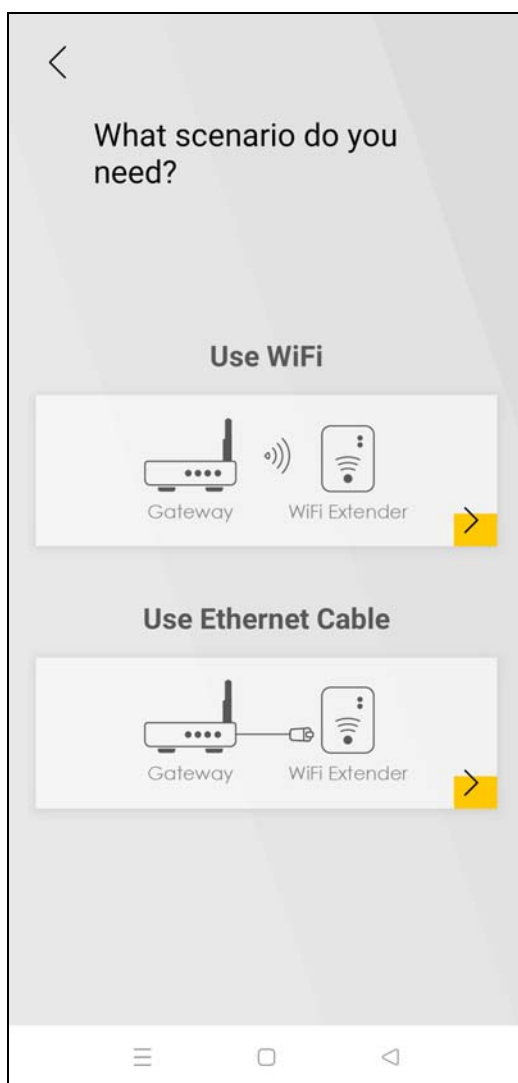 What scenario do you
need?
Use WiFi
Gateway WiFi Extender
Use Ethernet Cable
Gateway WiFi Extender